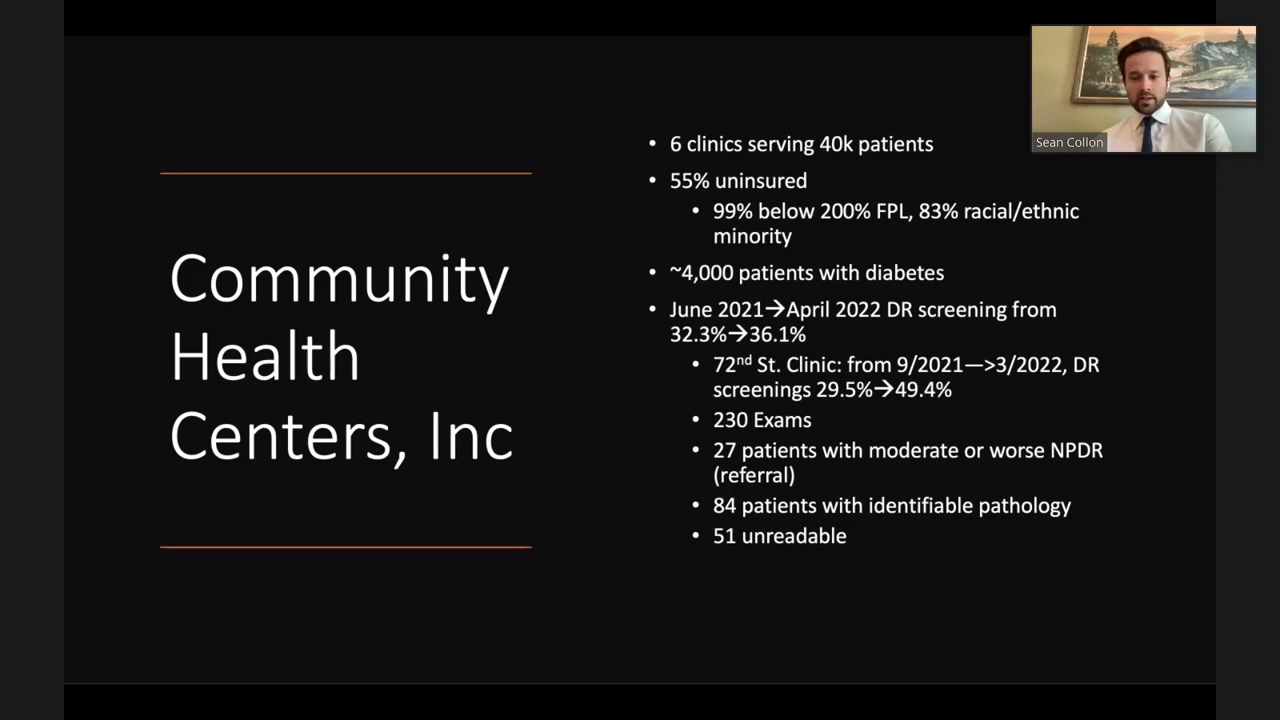 Community
Health
Centers, Inc
• 6 clinics serving 40k patients
• 55% uninsured
• 99% below 200% FPL, 83% racial/ethnic
minority
• ~4,000 patients with diabetes
• June 2021→April 2022 DR screening from
32.3%→36.1%
• 72nd St. Clinic: from 9/2021—>3/2022, DR
screenings 29.5%→49.4%
• 230 Exams
• 27 patients with moderate or worse NPDR
(referral)
• 84 patients with identifiable pathology
• 51 unreadable
Sean Collon